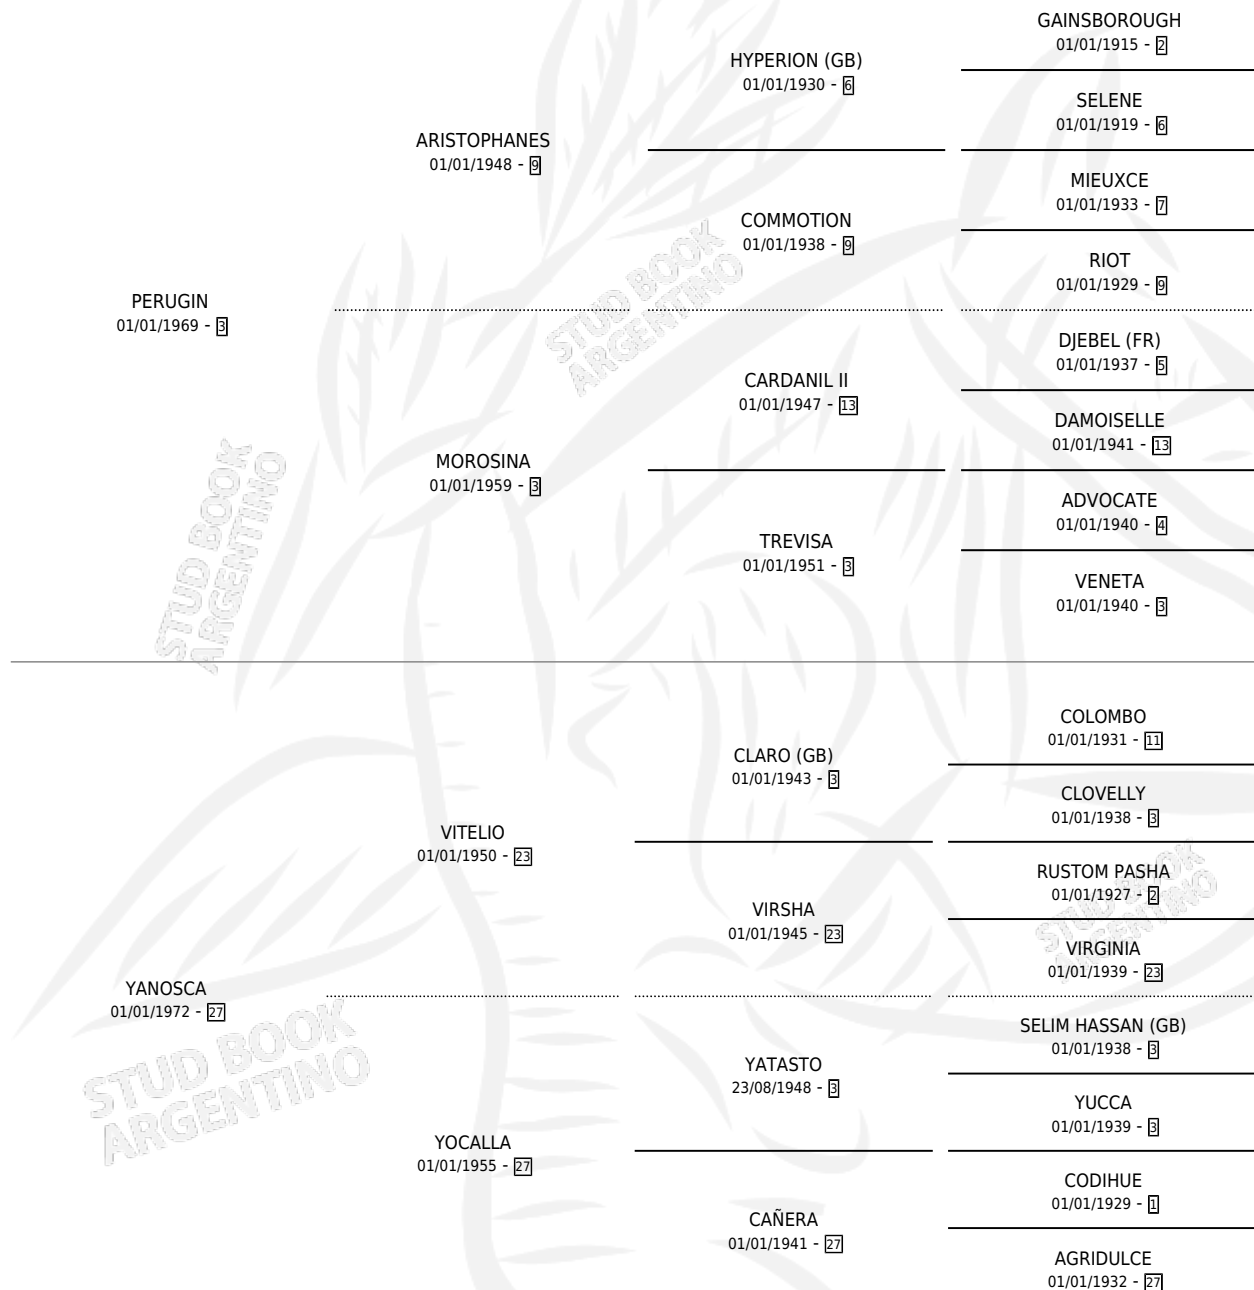 GAINSBOROUGH
01/01/1915 - 2
HYPERION (GB)
01/01/1930 - 6
SELENE
01/01/1919 - 6
ARISTOPHANES
01/01/1948 - 9
MIEUXCE
01/01/1933 - 7
COMMOTION
01/01/1938 - 9
RIOT
01/01/1929 - 9
PERUGIN
01/01/1969 - 3
DJEBEL (FR)
01/01/1937 - 5
CARDANIL II
01/01/1947 - 13
DAMOISELLE
01/01/1941 - 13
MOROSINA
01/01/1959 - 3
ADVOCATE
01/01/1940 - 4
TREVISA
01/01/1951 - 3
VENETA
01/01/1940 - 3
COLOMBO
01/01/1931 - 11
CLARO (GB)
01/01/1943 - 3
CLOVELLY
01/01/1938 - 3
VITELIO
01/01/1950 - 23
RUSTOM PASHA
01/01/1927 - 2
VIRSHA
01/01/1945 - 23
VIRGINIA
01/01/1939 - 23
YANOSCA
01/01/1972 - 27
SELIM HASSAN (GB)
01/01/1938 - 3
YATASTO
23/08/1948 - 3
YUCCA
01/01/1939 - 3
YOCALLA
01/01/1955 - 27
CODIHUE
01/01/1929 - 1
CAÑERA
01/01/1941 - 27
AGRIDULCE
01/01/1932 - 27
STUD BOOK
ARGENTINO
STUD BOOK
ARGENTINO
STUD BOOK
ARGENTINO
STUD BOOK
ARGENTINO